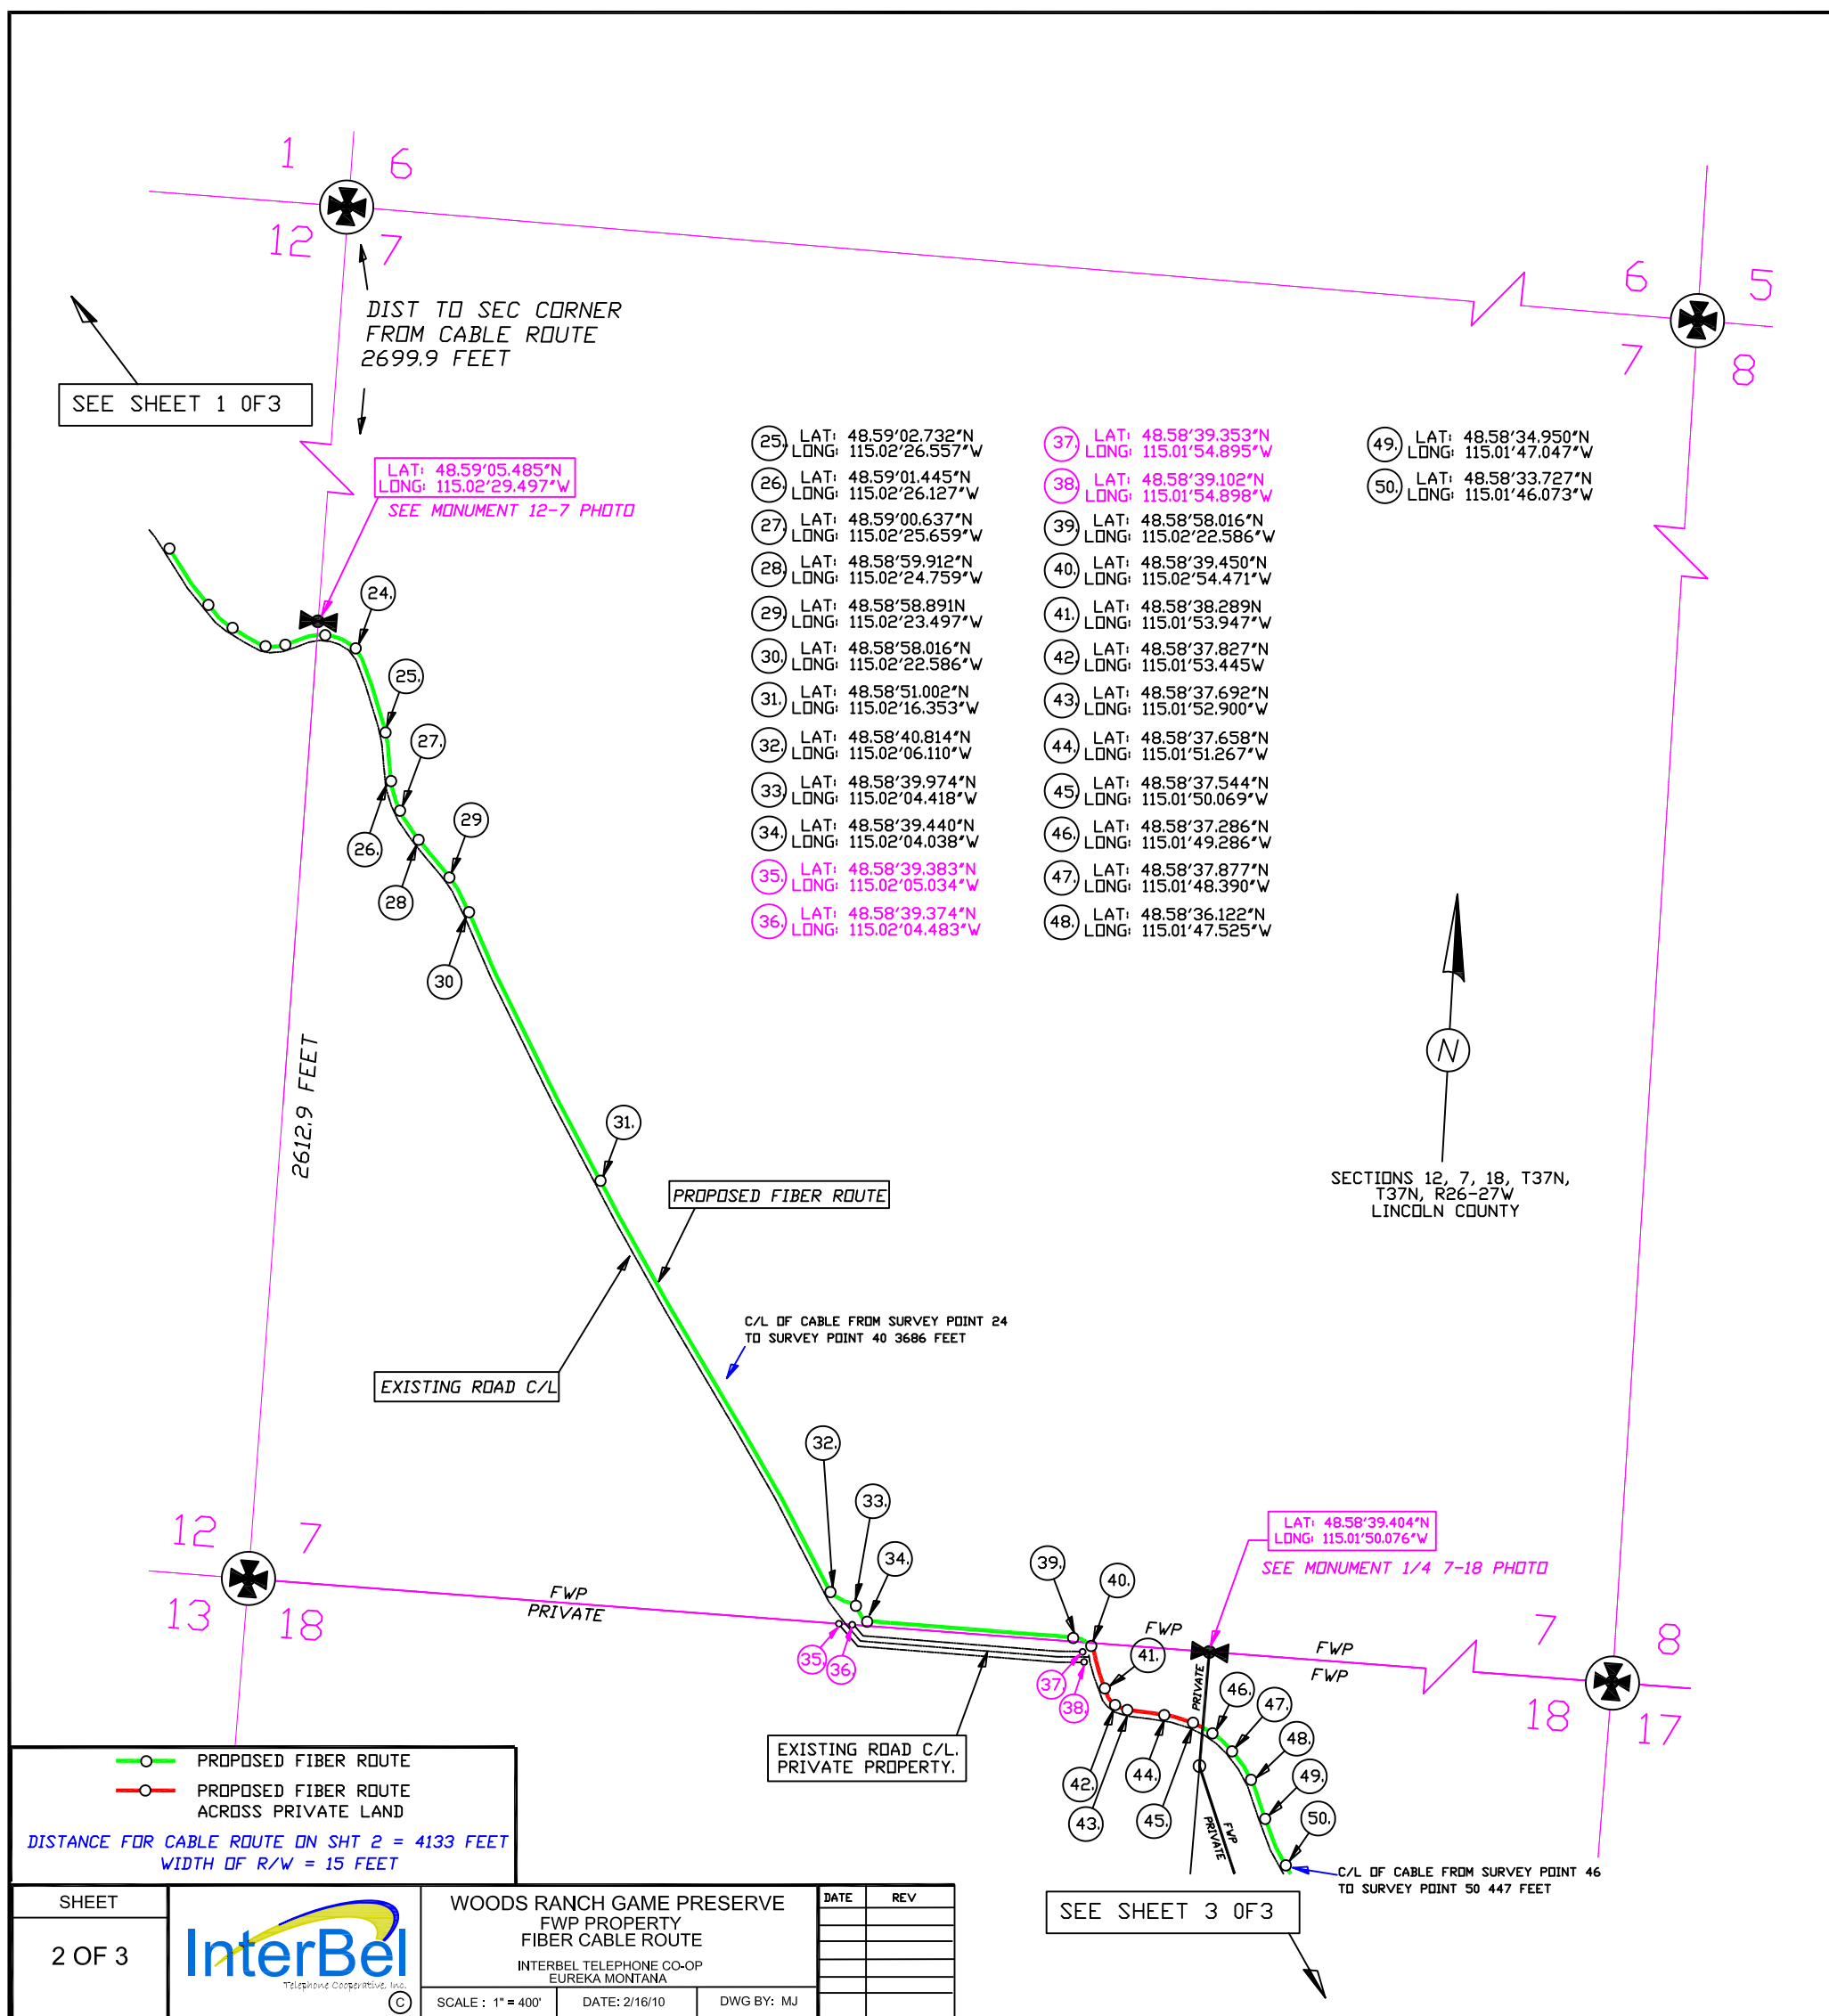 1
6
12
7
6
5
7
8
DIST TO SEC CORNER
FROM CABLE ROUTE
2699.9 FEET
SEE SHEET 1 OF3
LAT: 48.59'05.485"N
LONG: 115.02'29.497"W
SEE MONUMENT 12-7 PHOTO
25. LAT: 48.59'02.732"N
LONG: 115.02'26.557"W
26. LAT: 48.59'01.445"N
LONG: 115.02'26.127"W
27. LAT: 48.59'00.637"N
LONG: 115.02'25.659"W
28. LAT: 48.58'59.912"N
LONG: 115.02'24.759"W
29. LAT: 48.58'58.891N
LONG: 115.02'23.497"W
30. LAT: 48.58'58.016"N
LONG: 115.02'22.586"W
31. LAT: 48.58'51.002"N
LONG: 115.02'16.353"W
32. LAT: 48.58'40.814"N
LONG: 115.02'06.110"W
33. LAT: 48.58'39.974"N
LONG: 115.02'04.418"W
34. LAT: 48.58'39.440"N
LONG: 115.02'04.038"W
35. LAT: 48.58'39.383"N
LONG: 115.02'05.034"W
36. LAT: 48.58'39.374"N
LONG: 115.02'04.483"W
37. LAT: 48.58'39.353"N
LONG: 115.01'54.895"W
38. LAT: 48.58'39.102"N
LONG: 115.01'54.898"W
39. LAT: 48.58'58.016"N
LONG: 115.02'22.586"W
40. LAT: 48.58'39.450"N
LONG: 115.02'54.471"W
41. LAT: 48.58'38.289N
LONG: 115.01'53.947"W
42. LAT: 48.58'37.827"N
LONG: 115.01'53.445W
43. LAT: 48.58'37.692"N
LONG: 115.01'52.900"W
44. LAT: 48.58'37.658"N
LONG: 115.01'51.267"W
45. LAT: 48.58'37.544"N
LONG: 115.01'50.069"W
46. LAT: 48.58'37.286"N
LONG: 115.01'49.286"W
47. LAT: 48.58'37.877"N
LONG: 115.01'48.390"W
48. LAT: 48.58'36.122"N
LONG: 115.01'47.525"W
49. LAT: 48.58'34.950"N
LONG: 115.01'47.047"W
50. LAT: 48.58'33.727"N
LONG: 115.01'46.073"W
24.
25.
27.
26.
29
28
30
2612.9 FEET
31.
N
SECTIONS 12, 7, 18, T37N,
T37N, R26-27W
LINCOLN COUNTY
PROPOSED FIBER ROUTE
C/L OF CABLE FROM SURVEY POINT 24
TO SURVEY POINT 40 3686 FEET
EXISTING ROAD C/L
32.
33.
34.
39.
40.
LAT: 48.58'39.404"N
LONG: 115.01'50.076"W
SEE MONUMENT 1/4 7-18 PHOTO
12
7
13
18
FWP
PRIVATE
FWP
FWP
FWP
7
8
18
17
35.
36.
37.
38.
41.
PRIVATE
46.
47.
48.
49.
50.
42.
43.
44.
45.
FWP
PRIVATE
EXISTING ROAD C/L.
PRIVATE PROPERTY.
PROPOSED FIBER ROUTE
PROPOSED FIBER ROUTE
ACROSS PRIVATE LAND
DISTANCE FOR CABLE ROUTE ON SHT 2 = 4133 FEET
WIDTH OF R/W = 15 FEET
C/L OF CABLE FROM SURVEY POINT 46
TO SURVEY POINT 50 447 FEET
SEE SHEET 3 OF3
SHEET
2 OF 3
InterBel
Telephone Cooperative, Inc.
C
WOODS RANCH GAME PRESERVE
FWP PROPERTY
FIBER CABLE ROUTE
INTERBEL TELEPHONE CO-OP
EUREKA MONTANA
SCALE : 1" = 400'
DATE: 2/16/10
DWG BY: MJ
DATE
REV